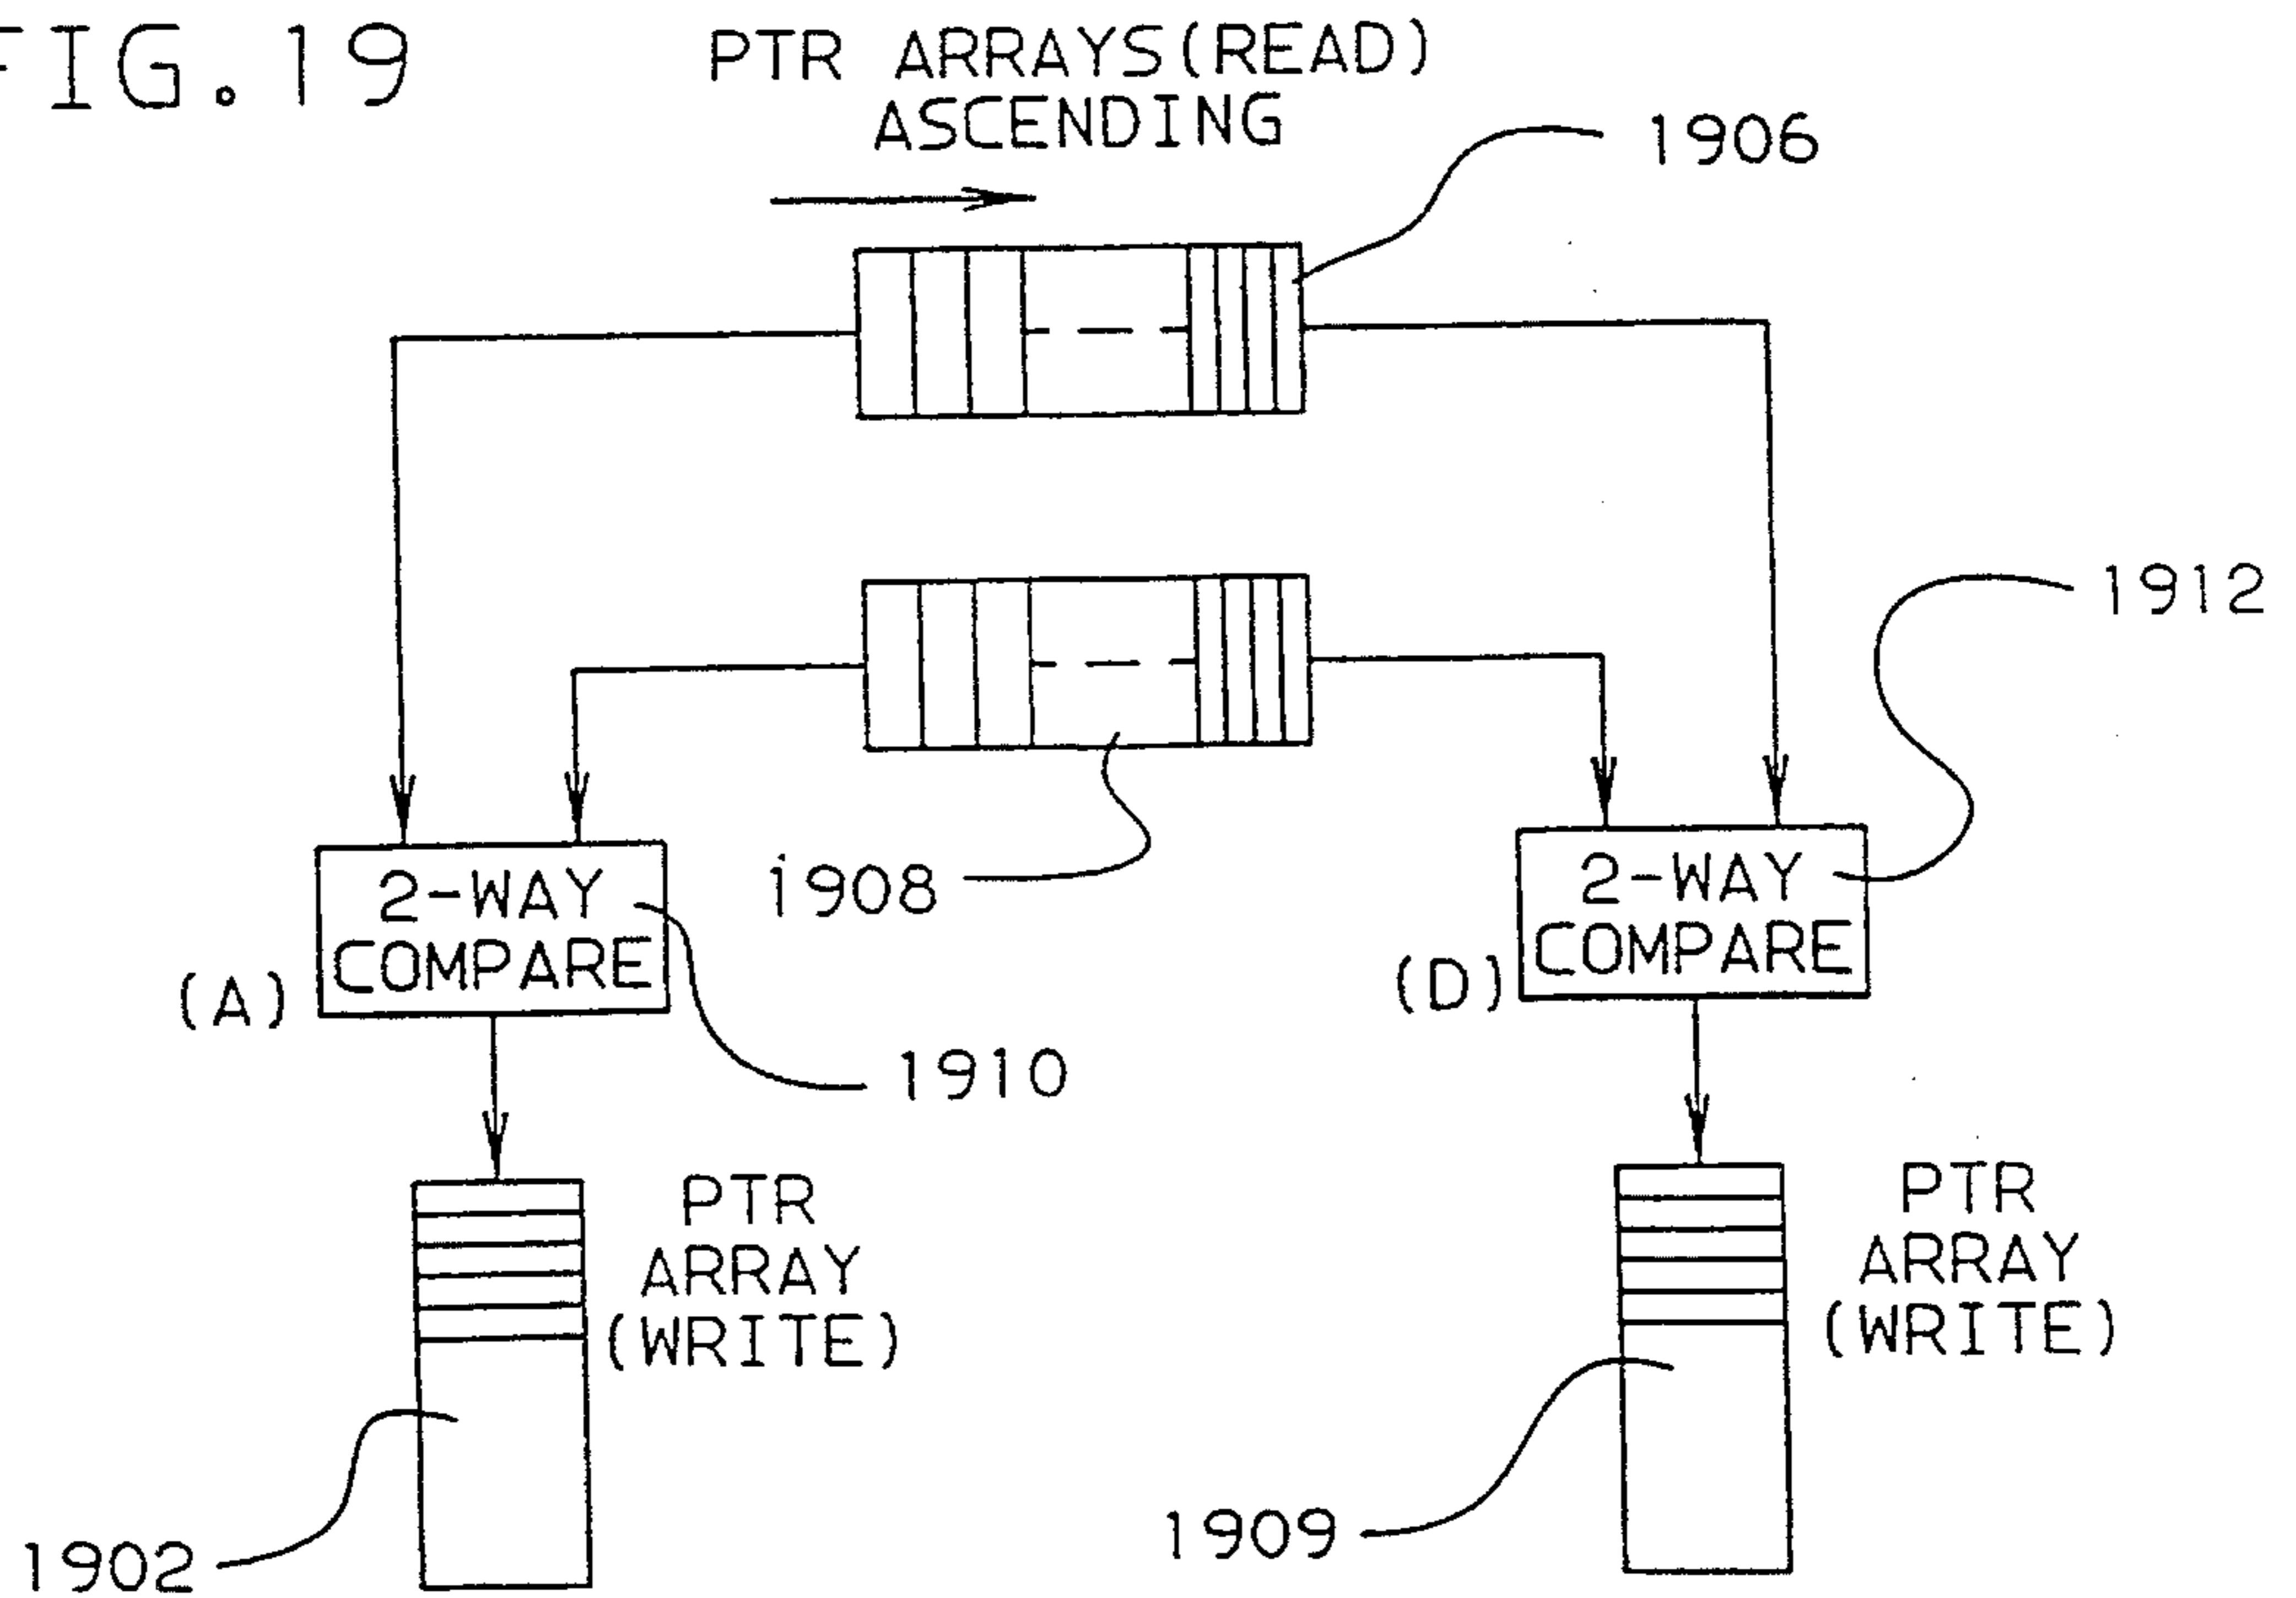 FIG.19
PTR ARRAYS(READ)
ASCENDING
1906
1912
2-WAY
COMPARE
(A)
1908
2-WAY
COMPARE
(D)
1910
PTR
ARRAY
(WRITE)
PTR
ARRAY
(WRITE)
1902
1909